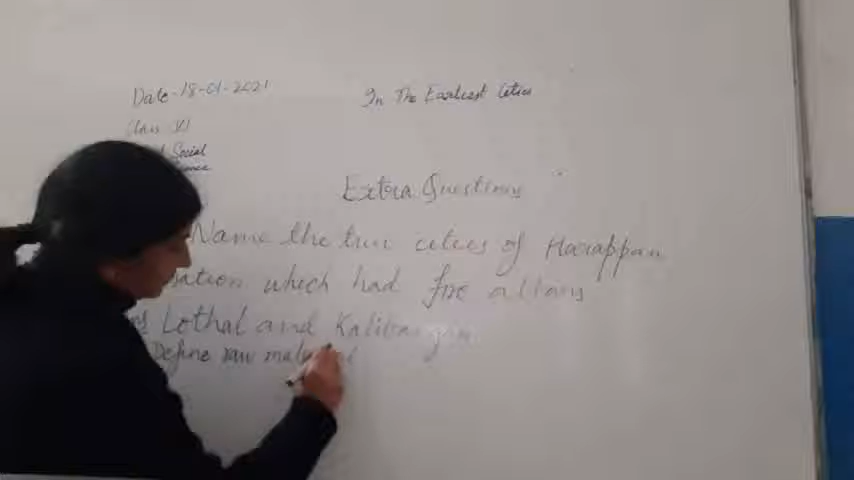 Date-18-01-2021
In The Earliest Cities
Class VI
Social
Extra Questions
Name the two cities of Harappan
sation which had fire altars
Lothal and Kalibangan
Define raw material